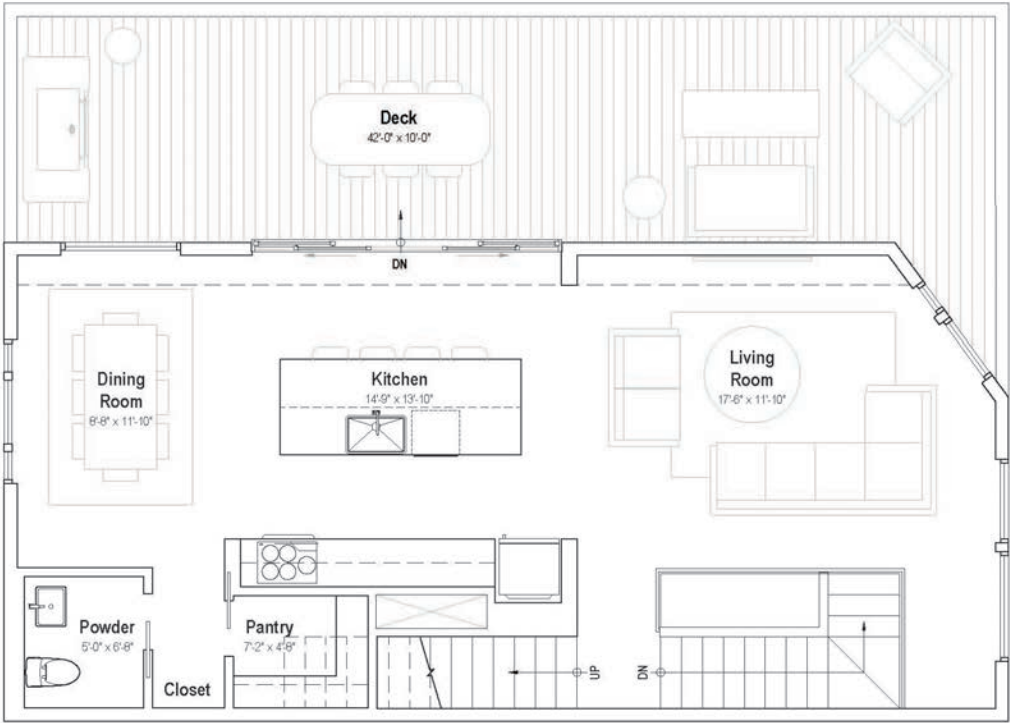 Deck
42'-0" x 10'-0"
DN
Dining
Room
8'-8" x 11'-10"
Kitchen
14'-9" x 13'-10"
Living
Room
17'-6" x 11'-10"
Powder
5'-0" x 6'-8"
Pantry
7'-2" x 4'-8"
Closet
UP
DN